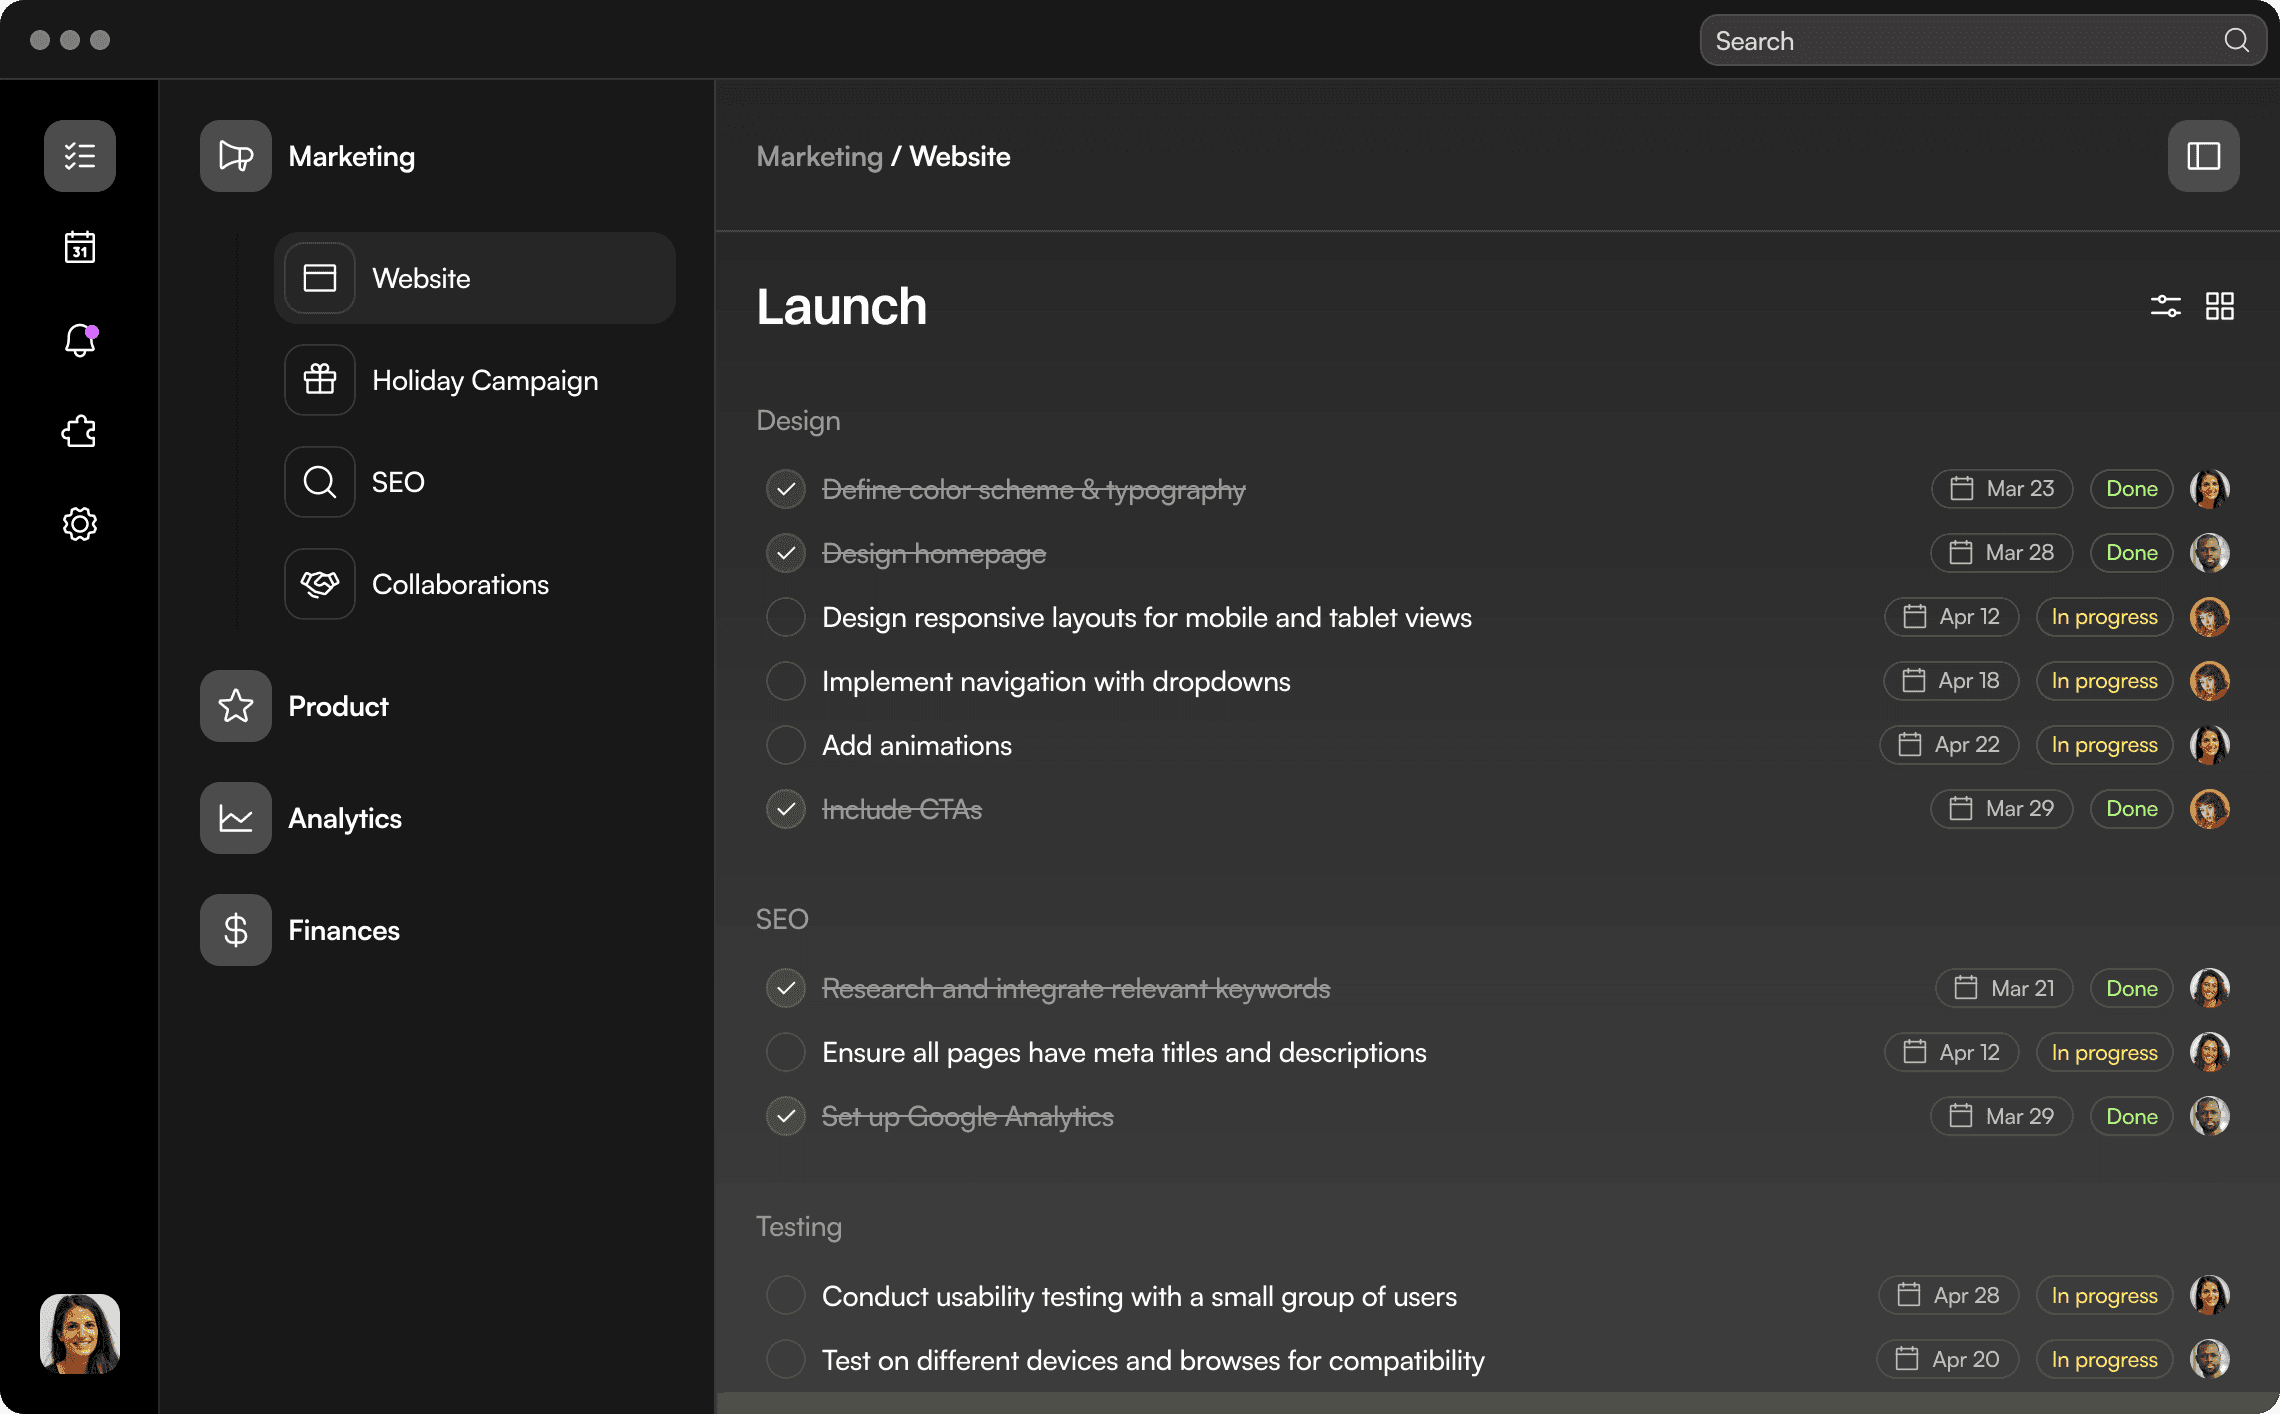 Search
31
Marketing
Website
Holiday Campaign
SEO
Collaborations
Product
Analytics
Finances
Marketing / Website
Launch
Design
Define color scheme & typography Mar 23 Done
Design homepage Mar 28 Done
Design responsive layouts for mobile and tablet views Apr 12 In progress
Implement navigation with dropdowns Apr 18 In progress
Add animations Apr 22 In progress
Include CTAs Mar 29 Done
SEO
Research and integrate relevant keywords Mar 21 Done
Ensure all pages have meta titles and descriptions Apr 12 In progress
Set up Google Analytics Mar 29 Done
Testing
Conduct usability testing with a small group of users Apr 28 In progress
Test on different devices and browses for compatibility Apr 20 In progress